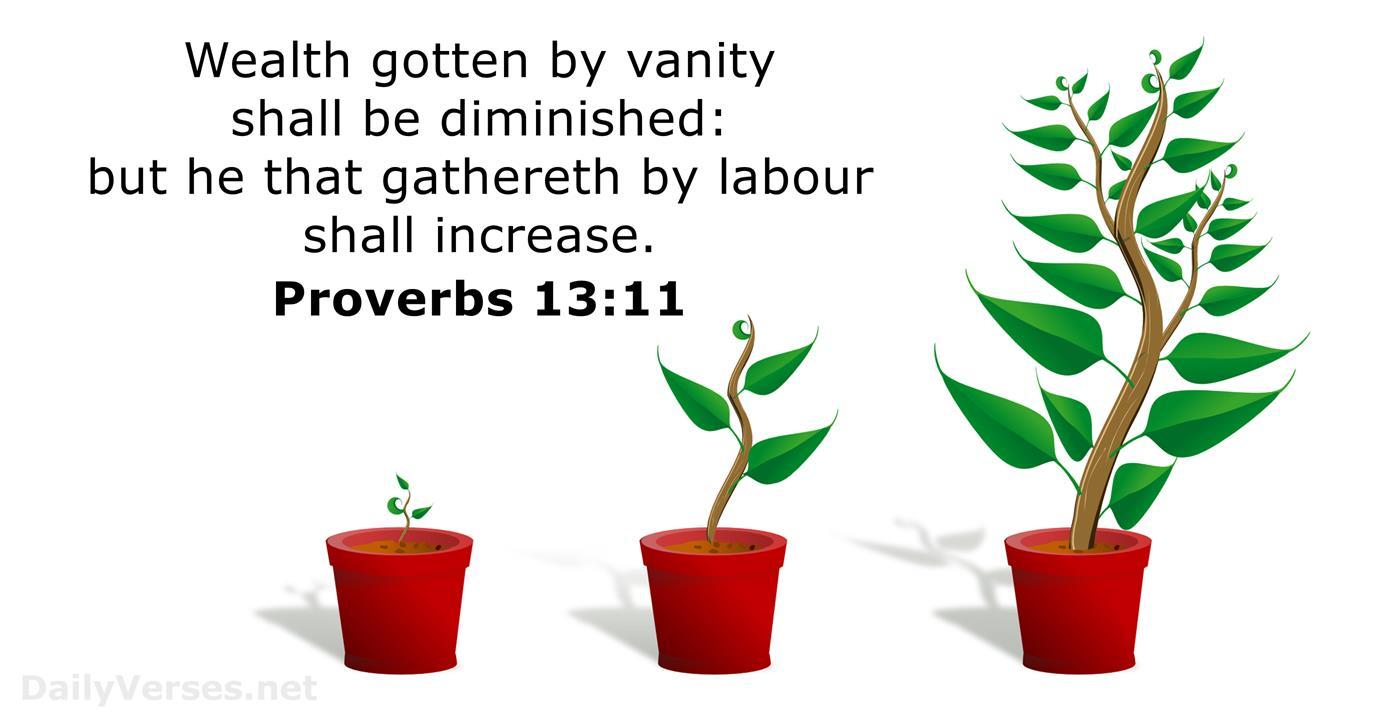 Wealth gotten by vanity
shall be diminished:
but he that gathereth by labour
shall increase.
Proverbs 13:11
DailyVerses.net